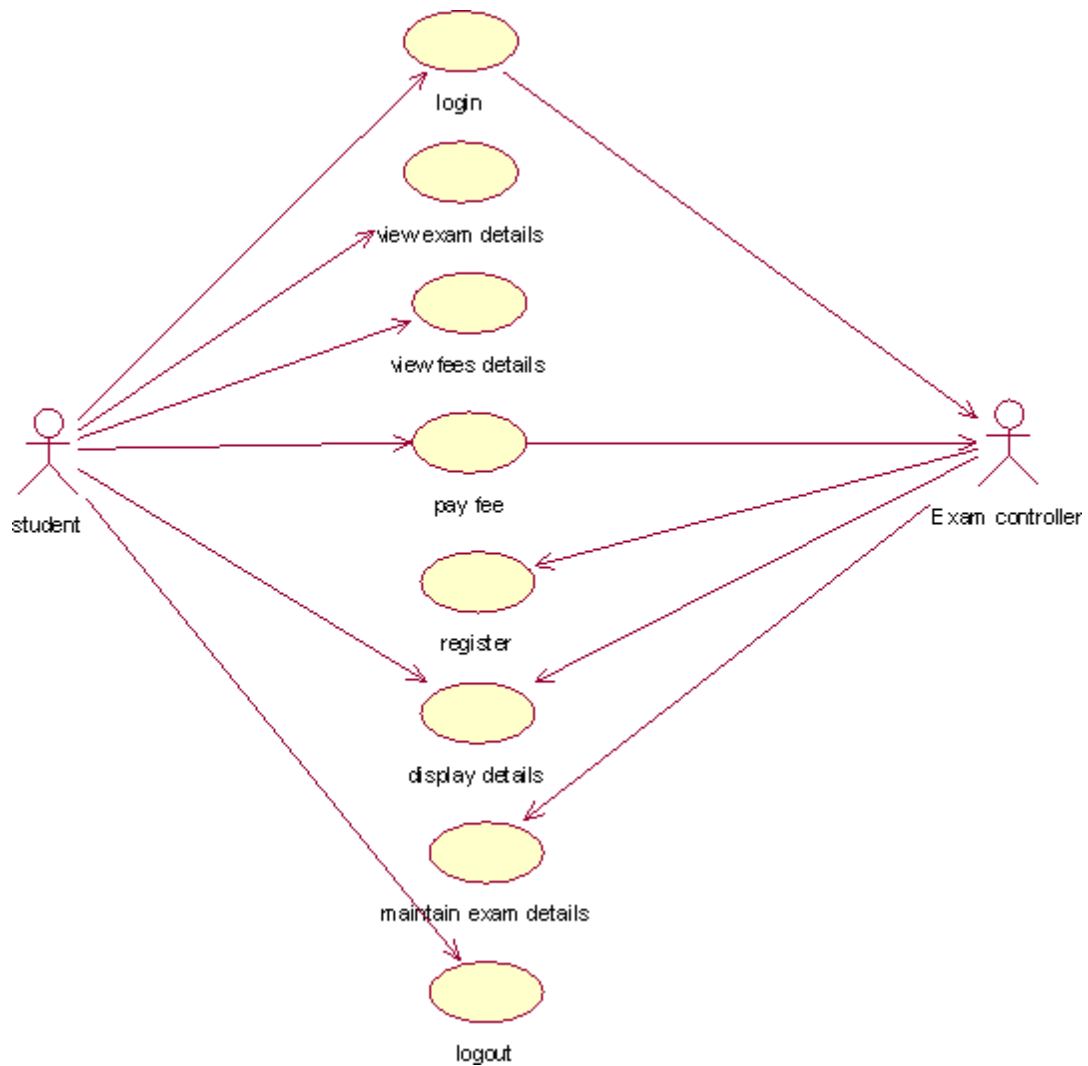 login
view exam details
view fees details
pay fee
student
Exam controller
register
display details
maintain exam details
logout